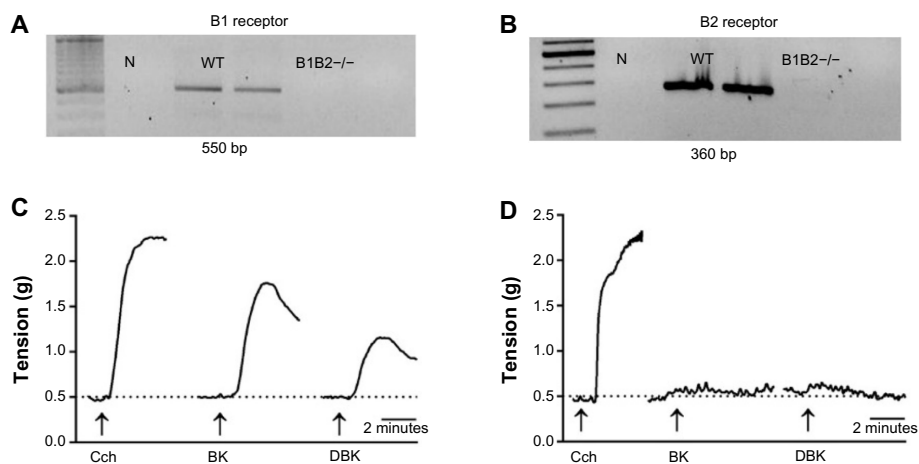 A
B1 receptor
N
WT
B1B2−/−
550 bp
B
B2 receptor
N
WT
B1B2−/−
360 bp
C
Tension (g)
2.5
2.0
1.5
1.0
0.5
0.0
2 minutes
Cch
BK
DBK
D
Tension (g)
2.5
2.0
1.5
1.0
0.5
0.0
2 minutes
Cch
BK
DBK